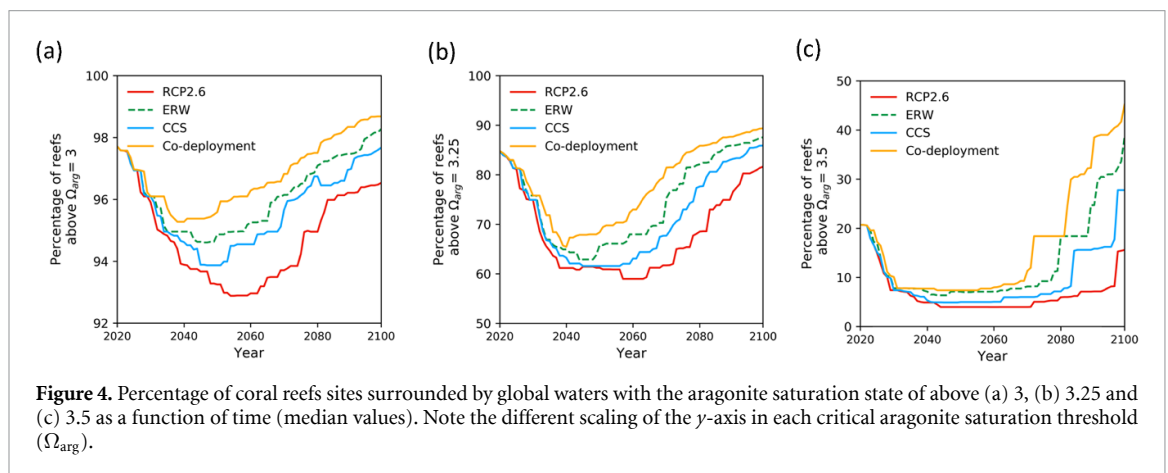 (a)
100
98
96
94
92
Percentage of reefs
above Ωarg= 3
RCP2.6
ERW
CCS
Co-deployment
2020 2040 2060 2080 2100
Year
(b)
100
90
80
70
60
50
Percentage of reefs
above Ωarg= 3.25
RCP2.6
ERW
CCS
Co-deployment
2020 2040 2060 2080 2100
Year
(c)
50
40
30
20
10
0
Percentage of reefs
above Ωarg= 3.5
RCP2.6
ERW
CCS
Co-deployment
2020 2040 2060 2080 2100
Year
Figure 4. Percentage of coral reefs sites surrounded by global waters with the aragonite saturation state of above (a) 3, (b) 3.25 and
(c) 3.5 as a function of time (median values). Note the different scaling of the y-axis in each critical aragonite saturation threshold
(Ωarg).